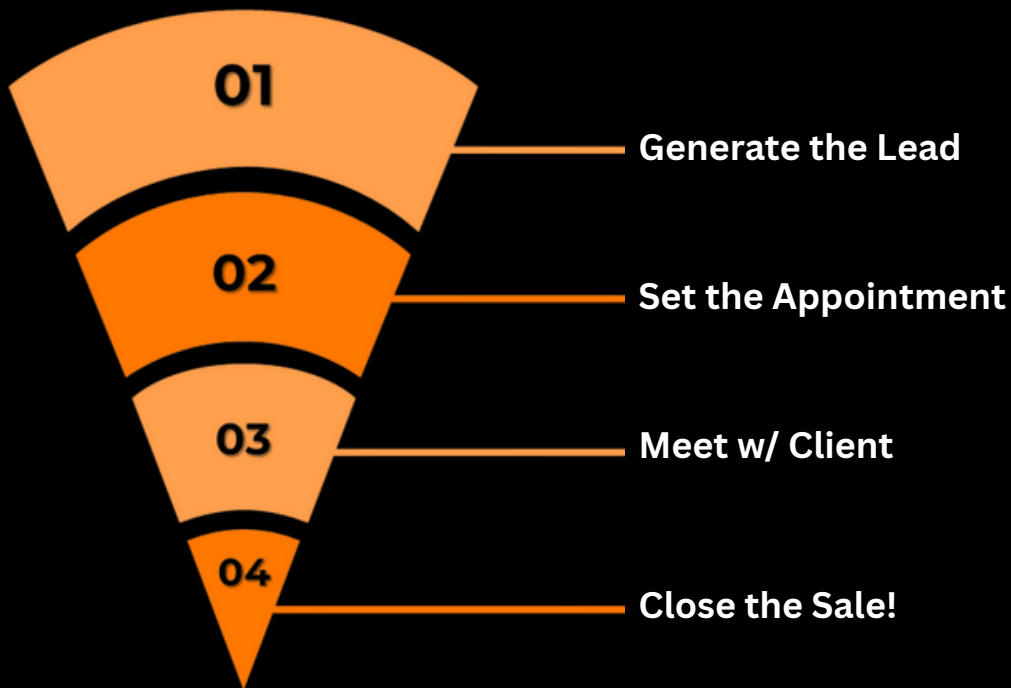 01
Generate the Lead
02
Set the Appointment
03
Meet w/ Client
04
Close the Sale!